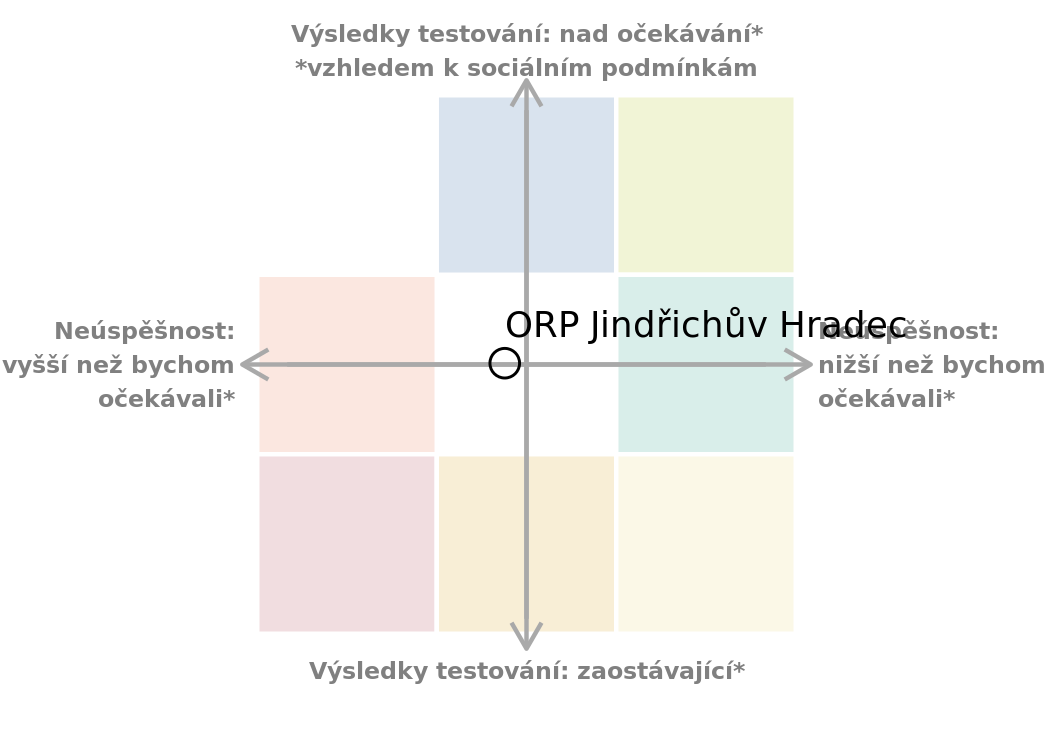 Výsledky testování: nad očekávání*
*vzhledem k sociálním podmínkám
ORP Jindřichův Hradec
Neúspěšnost:
vyšší než bychom
očekávali*
Neúspěšnost:
nižší než bychom
očekávali*
Výsledky testování: zaostávající*